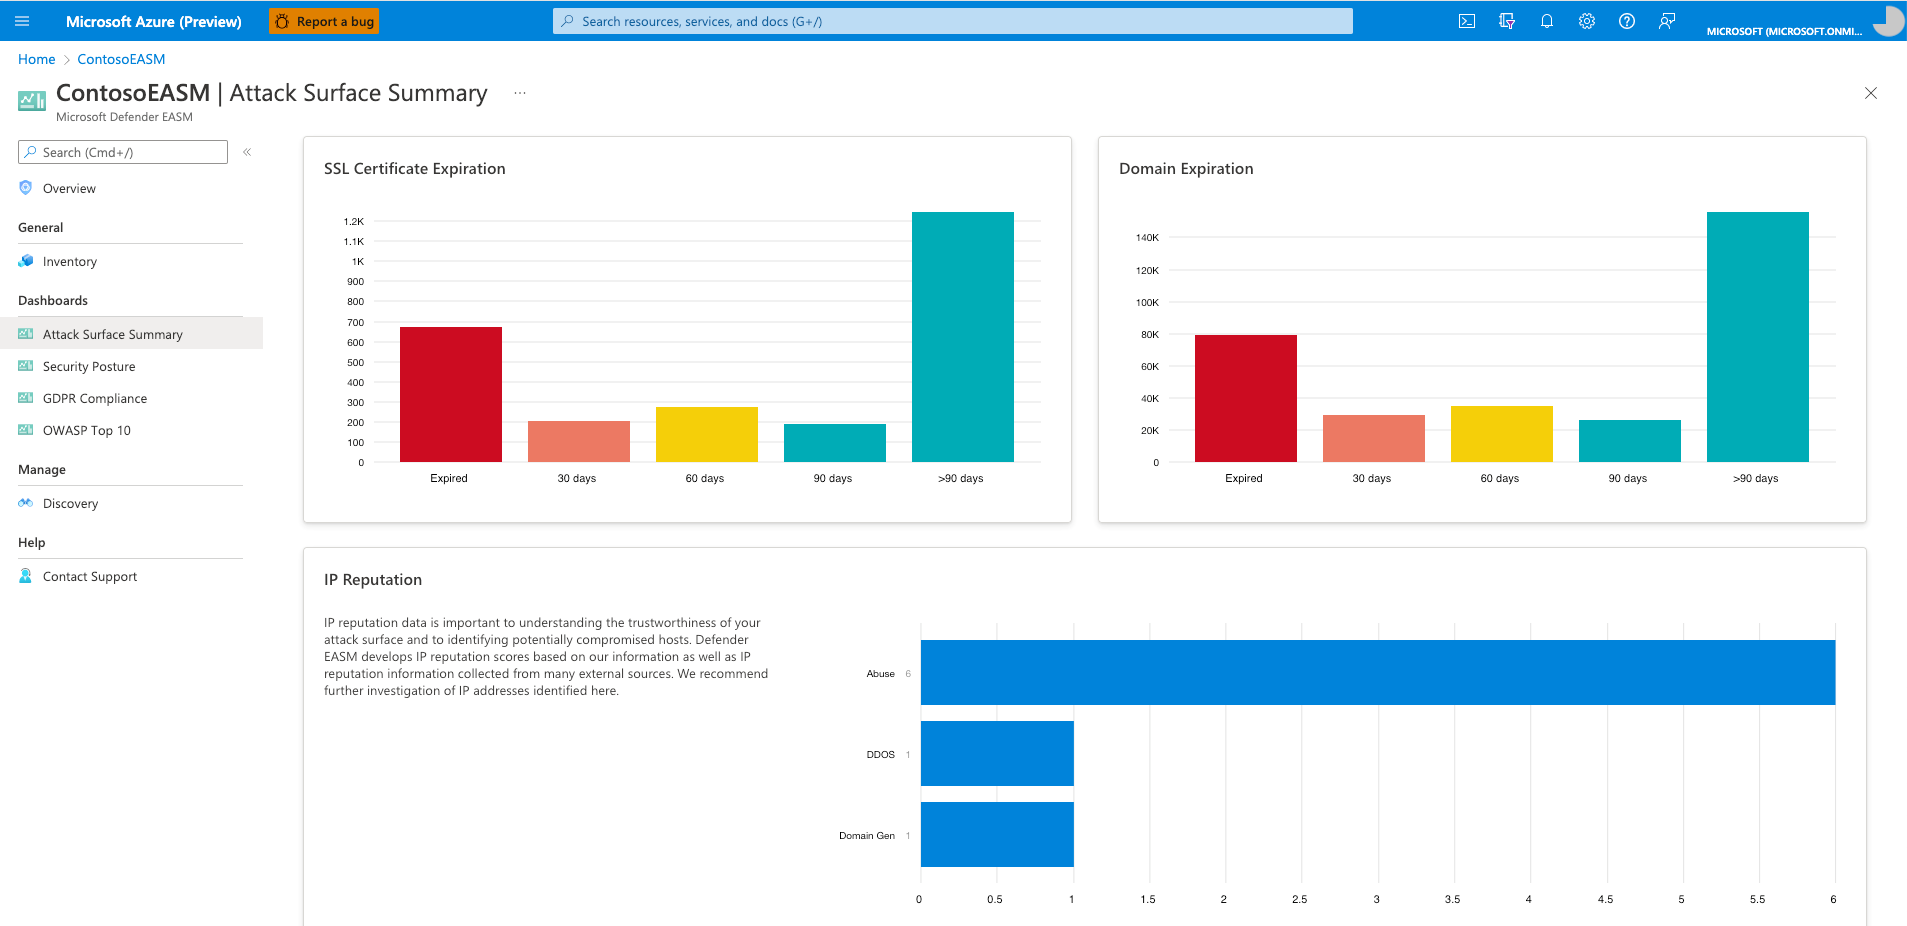 Microsoft Azure (Preview)
Report a bug
Search resources, services, and docs (G+/)
MICROSOFT (MICROSOFT.ONMI...
Home > ContosoEASM
ContosoEASM | Attack Surface Summary ...
Microsoft Defender EASM
Search (Cmd+/)
«
Overview
General
Inventory
Dashboards
Attack Surface Summary
Security Posture
GDPR Compliance
OWASP Top 10
Manage
Discovery
Help
Contact Support
SSL Certificate Expiration
1.2K
1.1K
1K
900
800
700
600
500
400
300
200
100
0
Expired 30 days 60 days 90 days >90 days
Domain Expiration
140K
120K
100K
80K
60K
40K
20K
0
Expired 30 days 60 days 90 days >90 days
IP Reputation
IP reputation data is important to understanding the trustworthiness of your
attack surface and to identifying potentially compromised hosts. Defender
EASM develops IP reputation scores based on our information as well as IP
reputation information collected from many external sources. We recommend
further investigation of IP addresses identified here.
Abuse 6
DDOS 1
Domain Gen 1
0 0.5 1 1.5 2 2.5 3 3.5 4 4.5 5 5.5 6